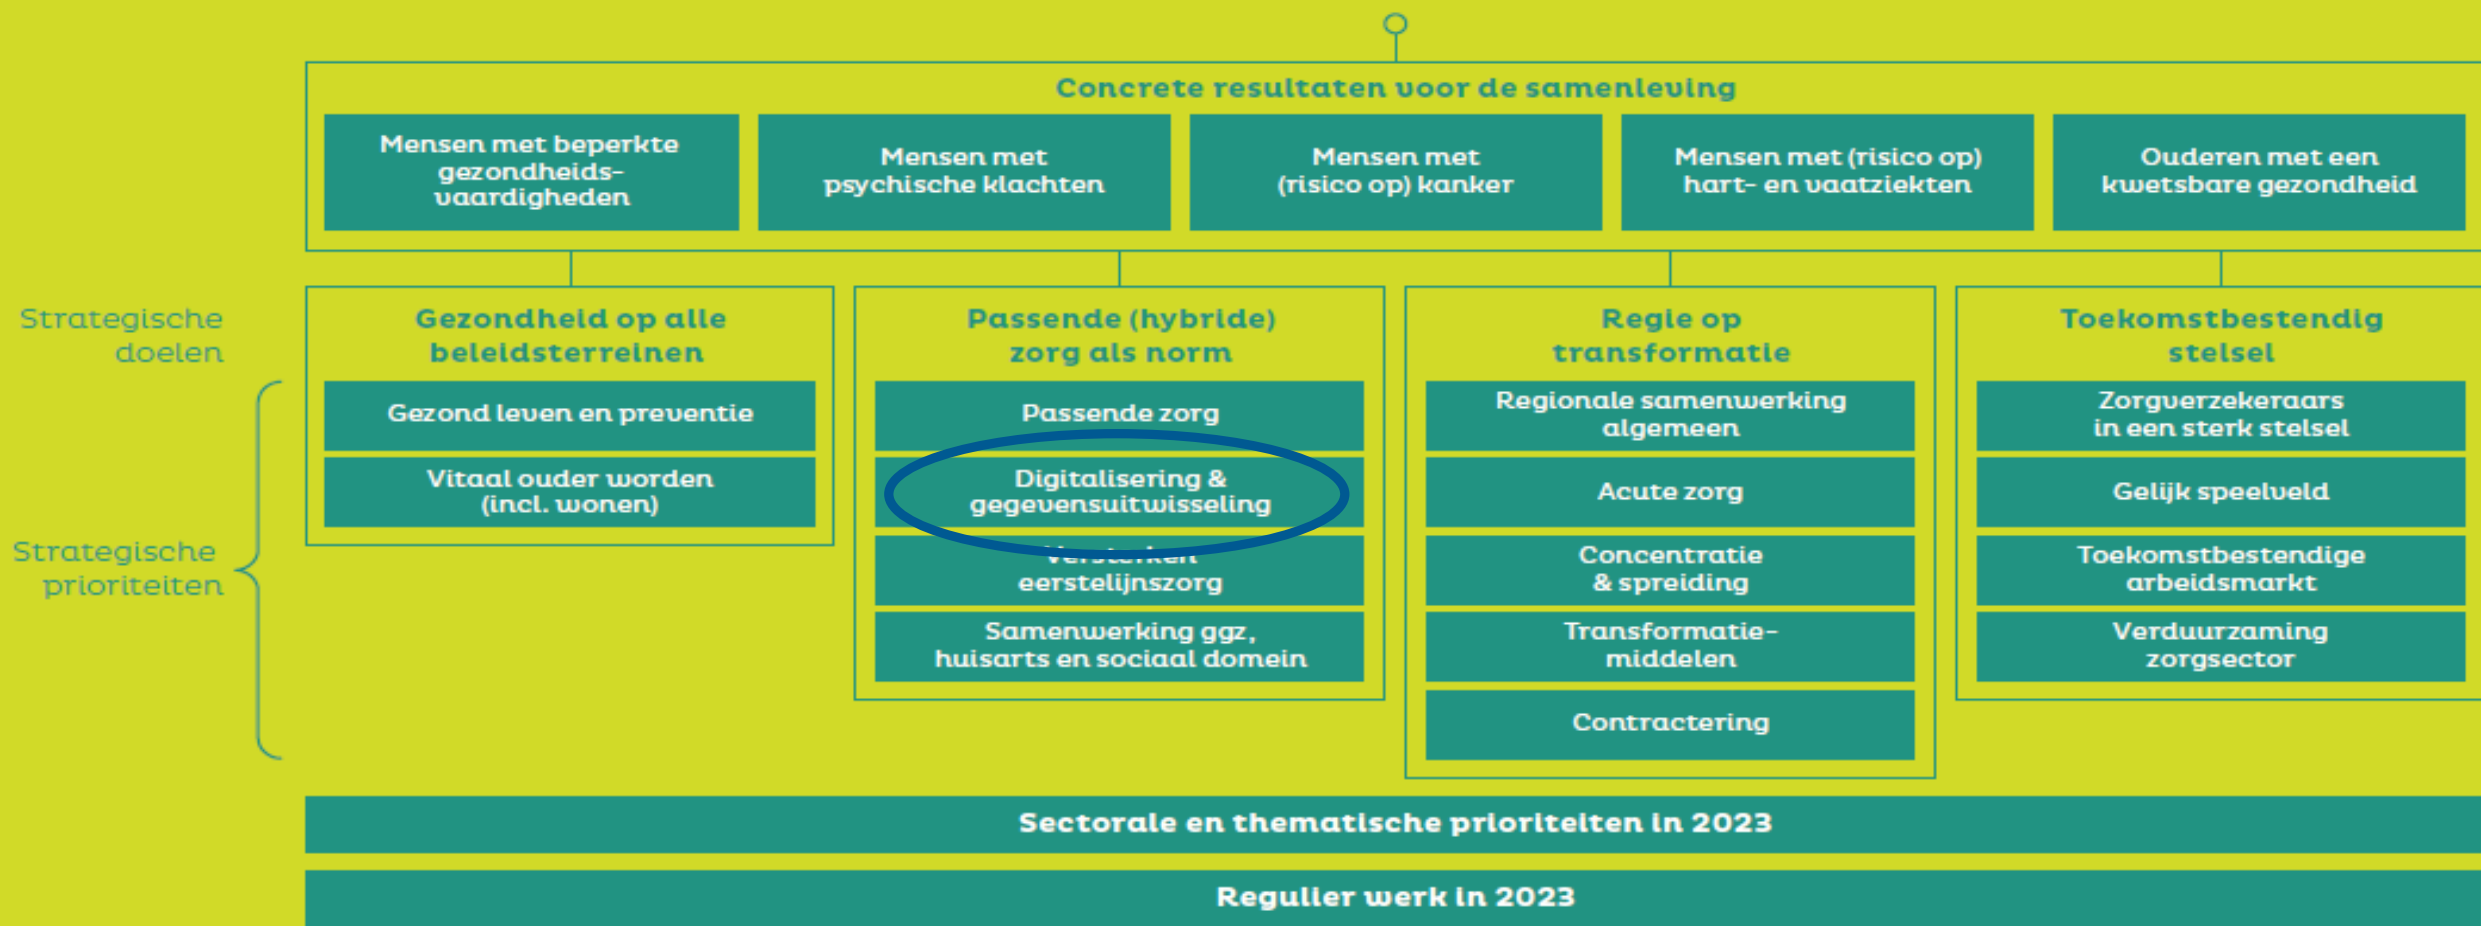 Concrete resultaten voor de samenleving
Mensen met beperkte
gezondheids-
vaardigheden
Mensen met
psychische klachten
Mensen met
(risico op) kanker
Mensen met (risico op)
hart- en vaatziekten
Ouderen met een
kwetsbare gezondheid
Strategische
doelen
Gezondheid op alle
beleidsterreinen
Passende (hybride)
zorg als norm
Regie op
transformatie
Toekomstbestendig
stelsel
Strategische
prioriteiten
Gezond leven en preventie
Vitaal ouder worden
(incl. wonen)
Passende zorg
Digitalisering &
gegevensuitwisseling
Versterken
eerstelijnszorg
Samenwerking ggz,
huisarts en sociaal domein
Regionale samenwerking
algemeen
Acute zorg
Concentratie
& spreiding
Transformatie-
middelen
Contractering
Zorgverzekeraars
in een sterk stelsel
Gelijk speelveld
Toekomstbestendige
arbeidsmarkt
Verduurzaming
zorgsector
Sectorale en thematische prioriteiten in 2023
Regulier werk in 2023